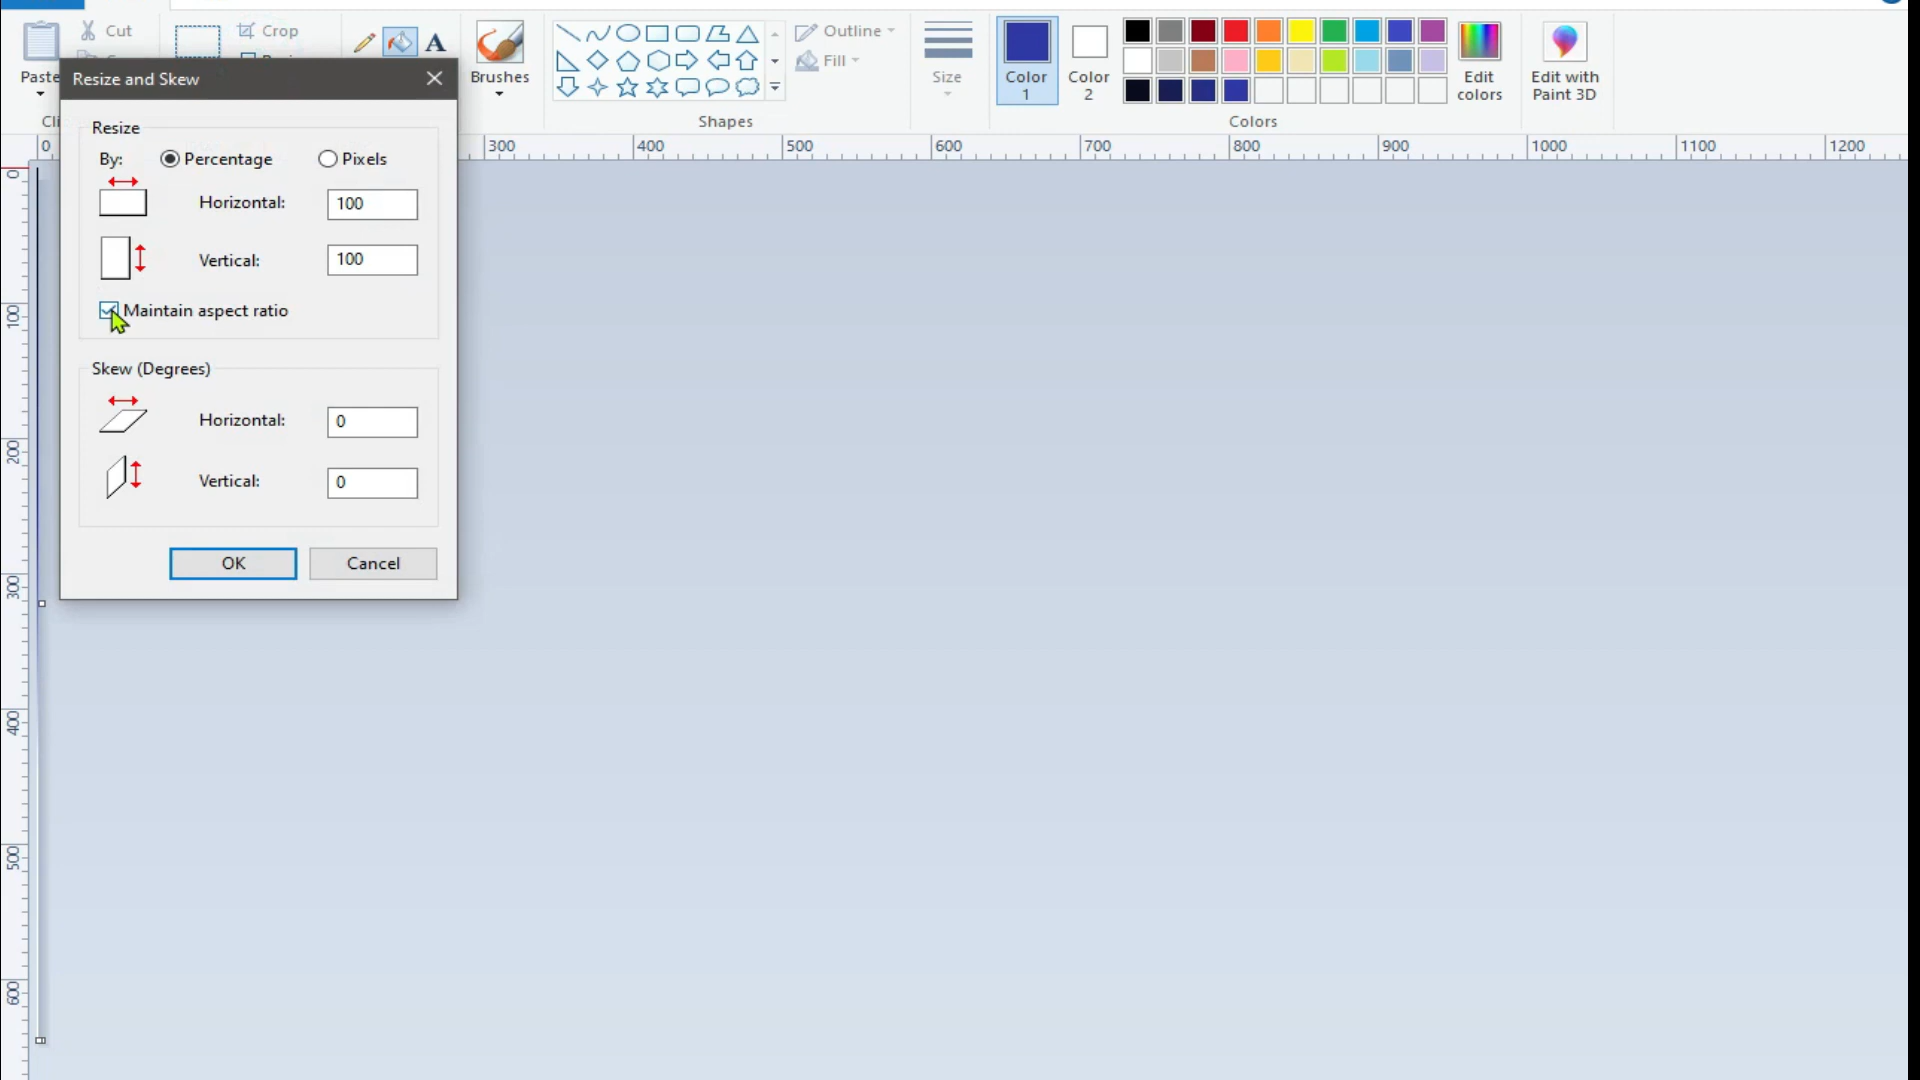 Cut
Crop
Paste
Brushes
Outline
Fill
Size
Color
1
Color
2
Edit
colors
Edit with
Paint 3D
Shapes
Colors
Resize and Skew
Resize
By:
Percentage
Pixels
Horizontal:
100
Vertical:
100
Maintain aspect ratio
Skew (Degrees)
Horizontal:
0
Vertical:
0
OK
Cancel
0
300
400
500
600
700
800
900
1000
1100
1200
0
100
200
300
400
500
600